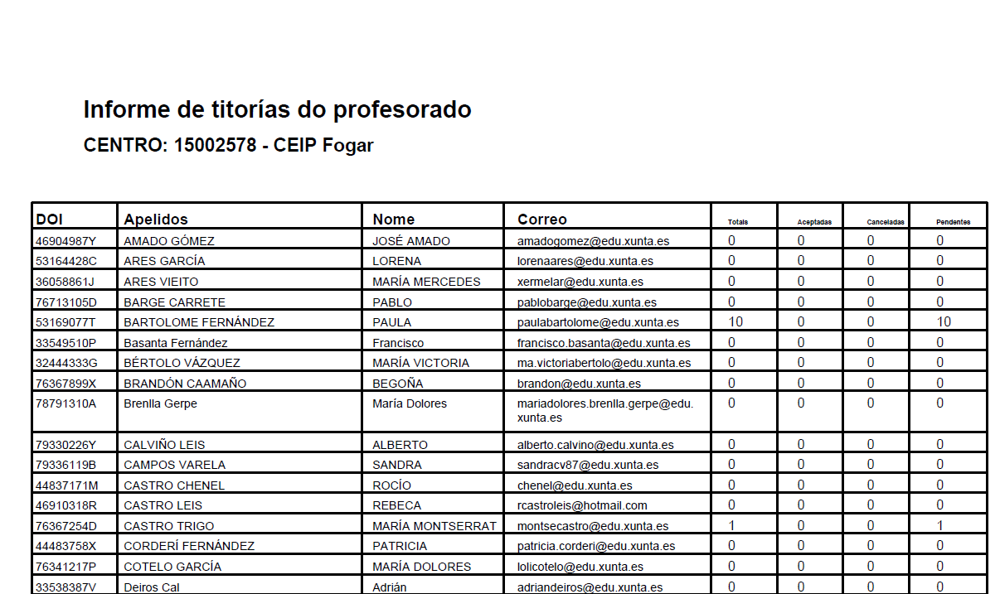 Informe de titorías do profesorado
CENTRO: 15002578 - CEIP Fogar
DOI Apelidos Nome Correo Totais Aceptadas Canceladas Pendentes
46904987Y AMADO GÓMEZ JOSÉ AMADO amadogomez@edu.xunta.es 0 0 0 0
53164428C ARES GARCÍA LORENA lorenaares@edu.xunta.es 0 0 0 0
36058861J ARES VIEITO MARÍA MERCEDES xermelar@edu.xunta.es 0 0 0 0
76713105D BARGE CARRETE PABLO pablobarge@edu.xunta.es 0 0 0 0
53169077T BARTOLOME FERNÁNDEZ PAULA paulabartolome@edu.xunta.es 10 0 0 10
33549510P Basanta Fernández Francisco francisco.basanta@edu.xunta.es 0 0 0 0
32444333G BÉRTOLO VÁZQUEZ MARÍA VICTORIA ma.victoriabertolo@edu.xunta.es 0 0 0 0
76367899X BRANDÓN CAAMAÑO BEGOÑA brandon@edu.xunta.es 0 0 0 0
78791310A Brenlla Gerpe María Dolores mariadolores.brenlla.gerpe@edu. 0 0 0 0
xunta.es
79330226Y CALVIÑO LEIS ALBERTO alberto.calvino@edu.xunta.es 0 0 0 0
79336119B CAMPOS VARELA SANDRA sandracv87@edu.xunta.es 0 0 0 0
44837171M CASTRO CHENEL ROCÍO chenel@edu.xunta.es 0 0 0 0
46910318R CASTRO LEIS REBECA rcastroleis@hotmail.com 0 0 0 0
76367254D CASTRO TRIGO MARÍA MONTSERRAT montsecastro@edu.xunta.es 1 0 0 1
44483758X CORDERÍ FERNÁNDEZ PATRICIA patricia.corderi@edu.xunta.es 0 0 0 0
76341217P COTELO GARCÍA MARÍA DOLORES lolicotelo@edu.xunta.es 0 0 0 0
33538387V Deiros Cal Adrián adriandeiros@edu.xunta.es 0 0 0 0